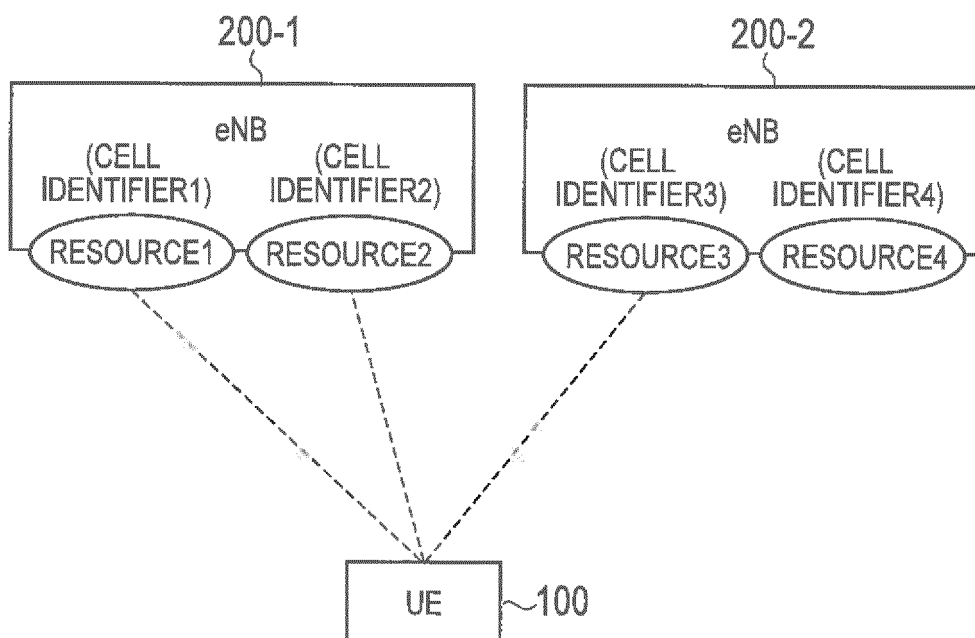 200-1
200-2
eNB
eNB
(CELL
IDENTIFIER1)
(CELL
IDENTIFIER2)
(CELL
IDENTIFIER3)
(CELL
IDENTIFIER4)
RESOURCE1
RESOURCE2
RESOURCE3
RESOURCE4
UE
100